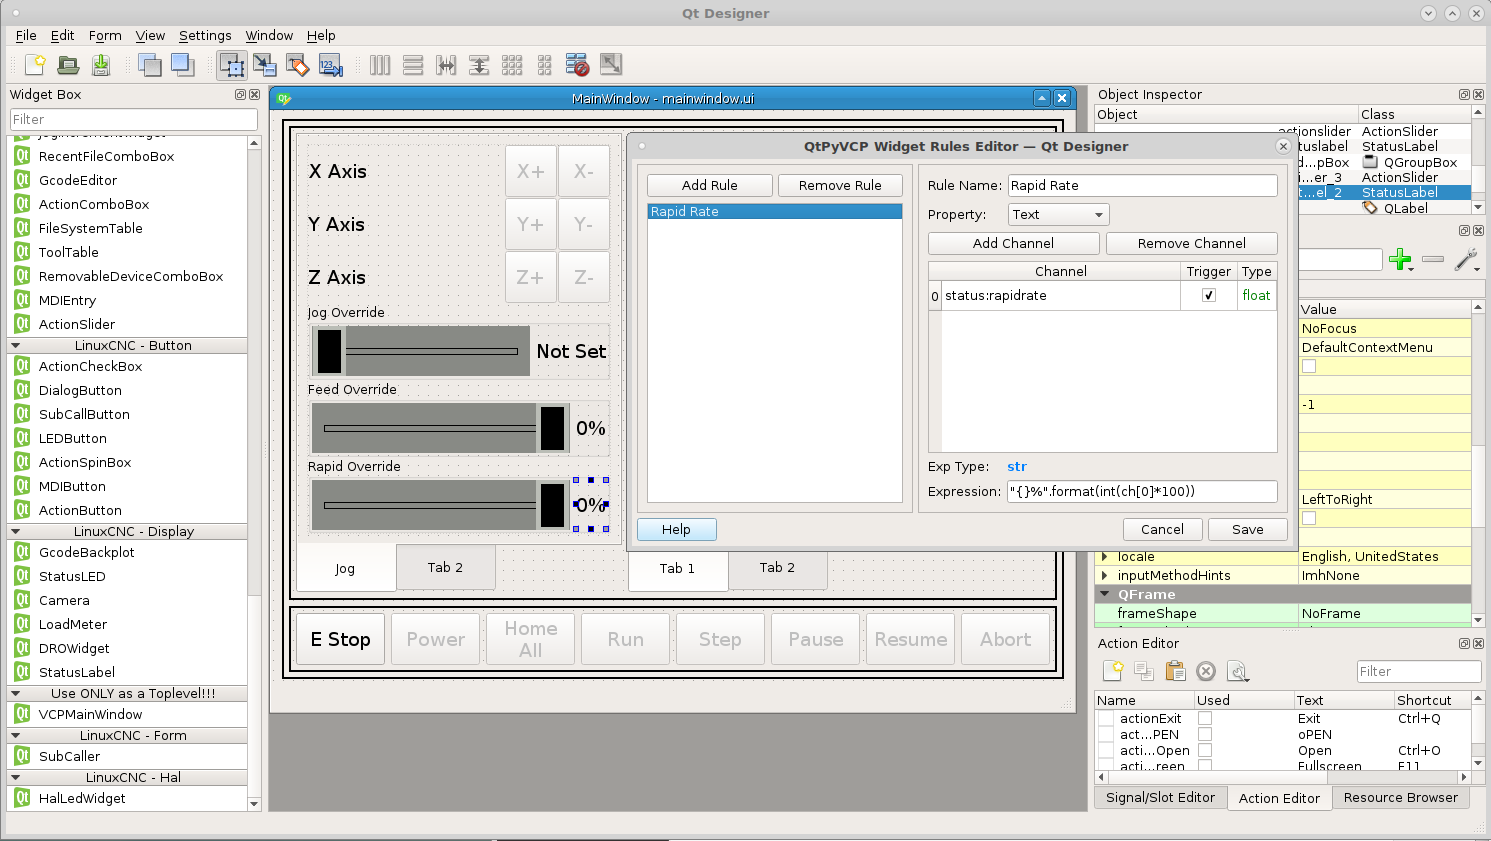 Qt Designer
File Edit Form View Settings Window Help
Widget Box
Filter
JogIncrementWidget
RecentFileComboBox
GcodeEditor
ActionComboBox
FileSystemTable
ToolTable
RemovableDeviceComboBox
MDIEntry
ActionSlider
LinuxCNC - Button
ActionCheckBox
DialogButton
SubCallButton
LEDButton
ActionSpinBox
MDIButton
ActionButton
LinuxCNC - Display
GcodeBackplot
StatusLED
Camera
LoadMeter
DROWidget
StatusLabel
Use ONLY as a Toplevel!!!
VCPMainWindow
LinuxCNC - Form
SubCaller
LinuxCNC - Hal
HalLedWidget
MainWindow - mainwindow.ui
X Axis X+ X-
Y Axis Y+ Y-
Z Axis Z+ Z-
Jog Override
Not Set
Feed Override
0%
Rapid Override
0%
Jog Tab 2
Tab 1 Tab 2
E Stop Power Home All Run Step Pause Resume Abort
QtPyVCP Widget Rules Editor — Qt Designer
Add Rule Remove Rule
Rapid Rate
Rule Name: Rapid Rate
Property: Text
Add Channel Remove Channel
Channel Trigger Type
0 status:rapidrate float
Exp Type: str
Expression: "{}%".format(int(ch[0]*100))
Help Cancel Save
Object Inspector
Object Class
actionslider ActionSlider
statuslabel StatusLabel
d...pBox QGroupBox
i...er_3 ActionSlider
t...el_2 StatusLabel
QLabel
Value
NoFocus
DefaultContextMenu
-1
LeftToRight
locale English, UnitedStates
inputMethodHints ImhNone
QFrame
frameShape NoFrame
Action Editor
Filter
Name Used Text Shortcut
actionExit Exit Ctrl+Q
act...PEN oPEN
acti...Open Open Ctrl+O
acti...reen Fullscreen F11
Signal/Slot Editor Action Editor Resource Browser